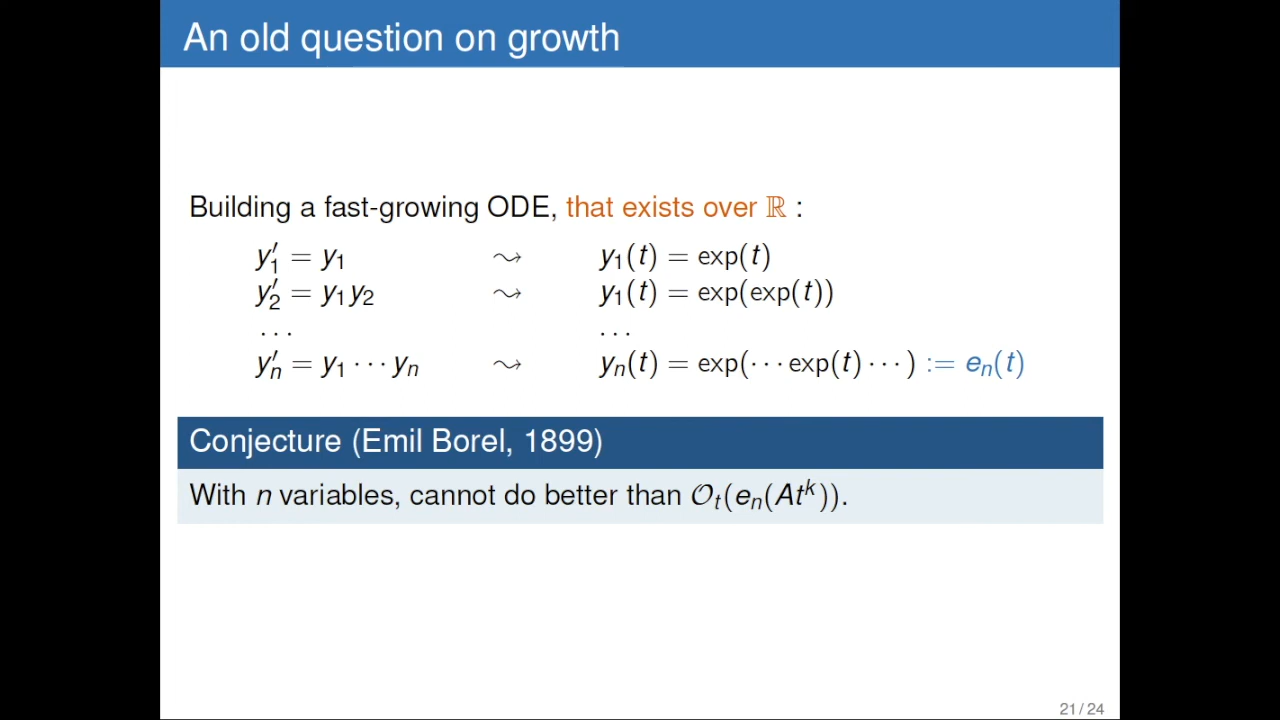 An old question on growth
Building a fast-growing ODE, that exists over ℝ :
y′₁ = y₁ ⇝ y₁(t) = exp(t)
y′₂ = y₁y₂ ⇝ y₁(t) = exp(exp(t))
... ...
y′ₙ = y₁ ⋯ yₙ ⇝ yₙ(t) = exp(⋯ exp(t) ⋯) := eₙ(t)
Conjecture (Emil Borel, 1899)
With n variables, cannot do better than 𝒪ₜ(eₙ(Atᵏ)).
21 / 24